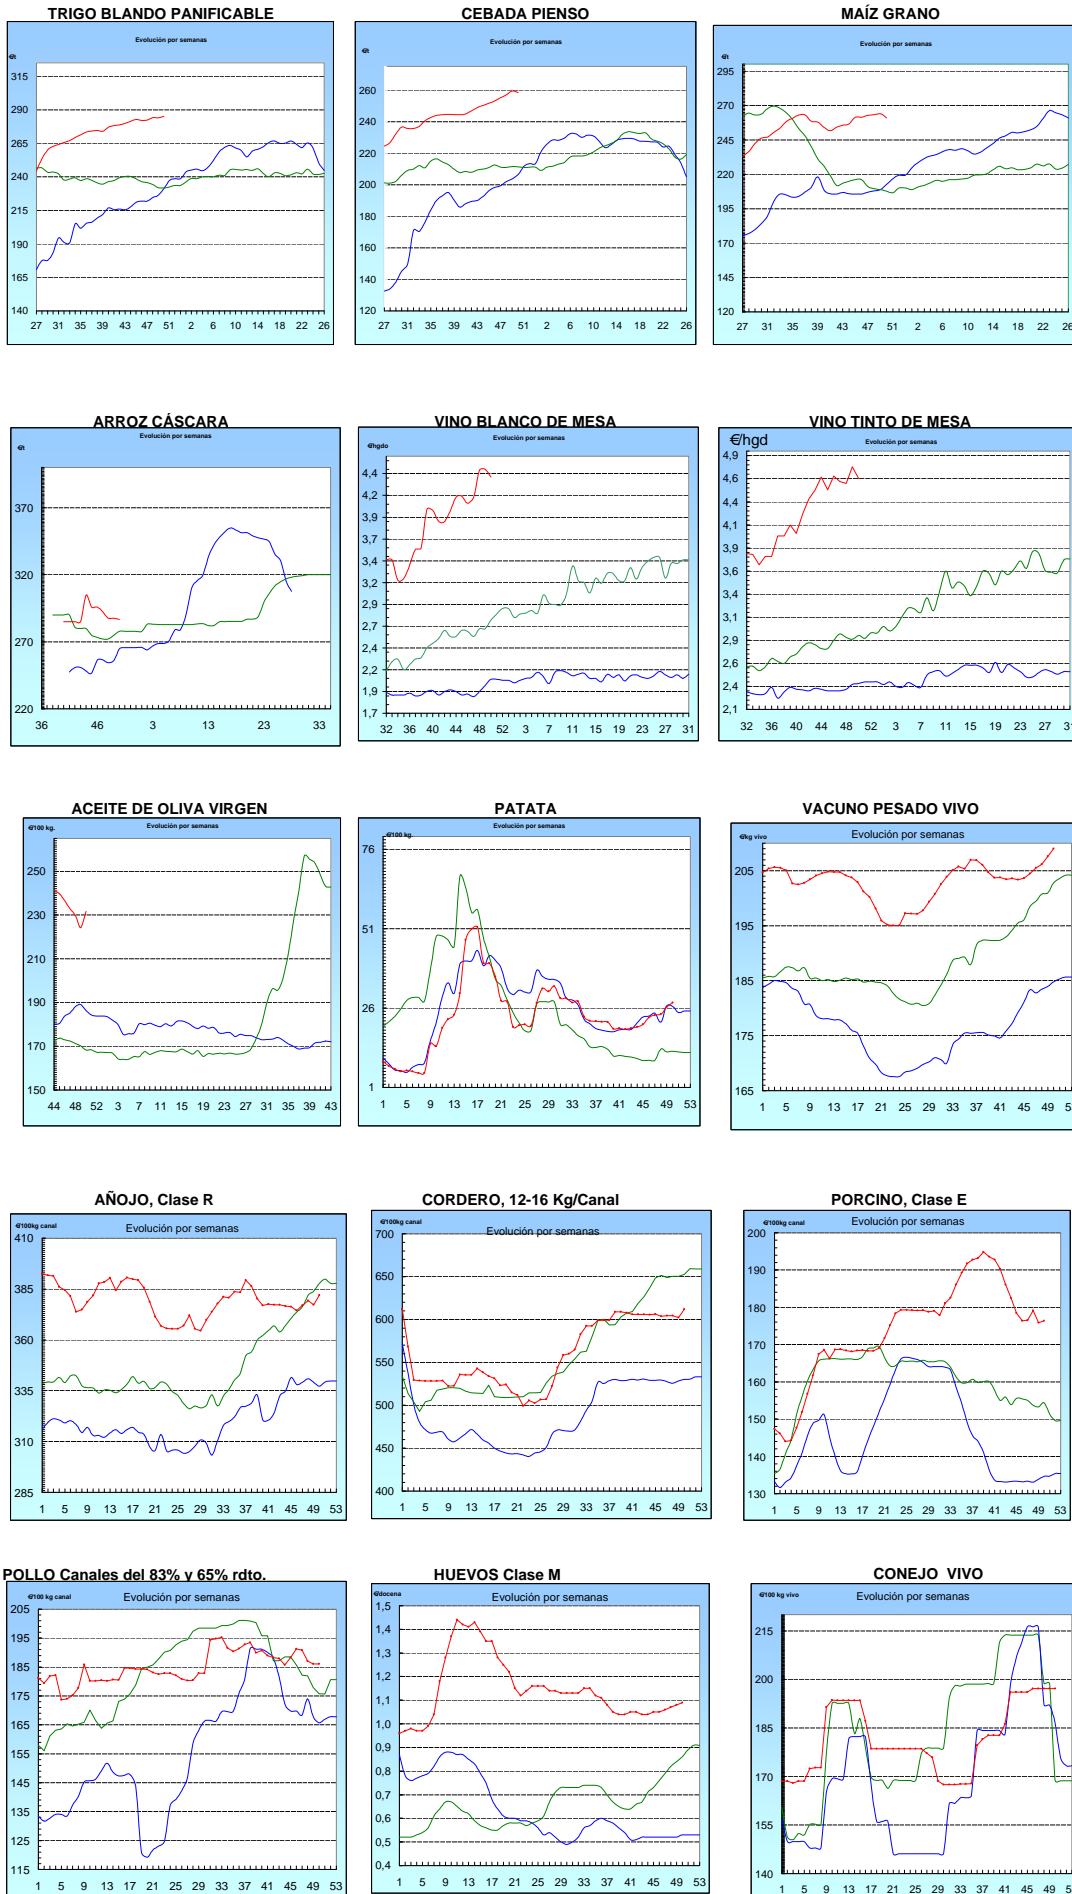 TRIGO BLANDO PANIFICABLE
Evolución por semanas
€/t
315
290
265
240
215
190
165
140
27 31 35 39 43 47 51 2 6 10 14 18 22 26
CEBADA PIENSO
Evolución por semanas
€/t
260
240
220
200
180
160
140
120
27 31 35 39 43 47 51 2 6 10 14 18 22 26
MAÍZ GRANO
Evolución por semanas
€/t
295
270
245
220
195
170
145
120
27 31 35 39 43 47 51 2 6 10 14 18 22 26
ARROZ CÁSCARA
Evolución por semanas
€/t
370
320
270
220
36 46 3 13 23 33
VINO BLANCO DE MESA
Evolución por semanas
€/hgdo
4,4
4,2
3,9
3,7
3,4
3,2
2,9
2,7
2,4
2,2
1,9
1,7
32 36 40 44 48 52 3 7 11 15 19 23 27 31
VINO TINTO DE MESA
€/hgd
Evolución por semanas
4,9
4,6
4,4
4,1
3,9
3,6
3,4
3,1
2,9
2,6
2,4
2,1
32 36 40 44 48 52 3 7 11 15 19 23 27 31
ACEITE DE OLIVA VIRGEN
€/100 kg.
Evolución por semanas
250
230
210
190
170
150
44 48 52 3 7 11 15 19 23 27 31 35 39 43
PATATA
Evolución por semanas
€/100 kg.
76
51
26
1
1 5 9 13 17 21 25 29 33 37 41 45 49 53
VACUNO PESADO VIVO
€/kg vivo
Evolución por semanas
205
195
185
175
165
1 5 9 13 17 21 25 29 33 37 41 45 49 53
AÑOJO, Clase R
€/100kg canal
Evolución por semanas
410
385
360
335
310
285
1 5 9 13 17 21 25 29 33 37 41 45 49 53
CORDERO, 12-16 Kg/Canal
€/100kg canal
Evolución por semanas
700
650
600
550
500
450
400
1 5 9 13 17 21 25 29 33 37 41 45 49 53
PORCINO, Clase E
€/100kg canal
Evolución por semanas
200
190
180
170
160
150
140
130
1 5 9 13 17 21 25 29 33 37 41 45 49 53
POLLO Canales del 83% y 65% rdto.
€/100 kg canal
Evolución por semanas
205
195
185
175
165
155
145
135
125
115
1 5 9 13 17 21 25 29 33 37 41 45 49 53
HUEVOS Clase M
€/docena
Evolución por semanas
1,5
1,4
1,3
1,2
1,1
1,0
0,9
0,8
0,7
0,6
0,5
0,4
1 5 9 13 17 21 25 29 33 37 41 45 49 53
CONEJO VIVO
€/100 kg vivo
Evolución por semanas
215
200
185
170
155
140
1 5 9 13 17 21 25 29 33 37 41 45 49